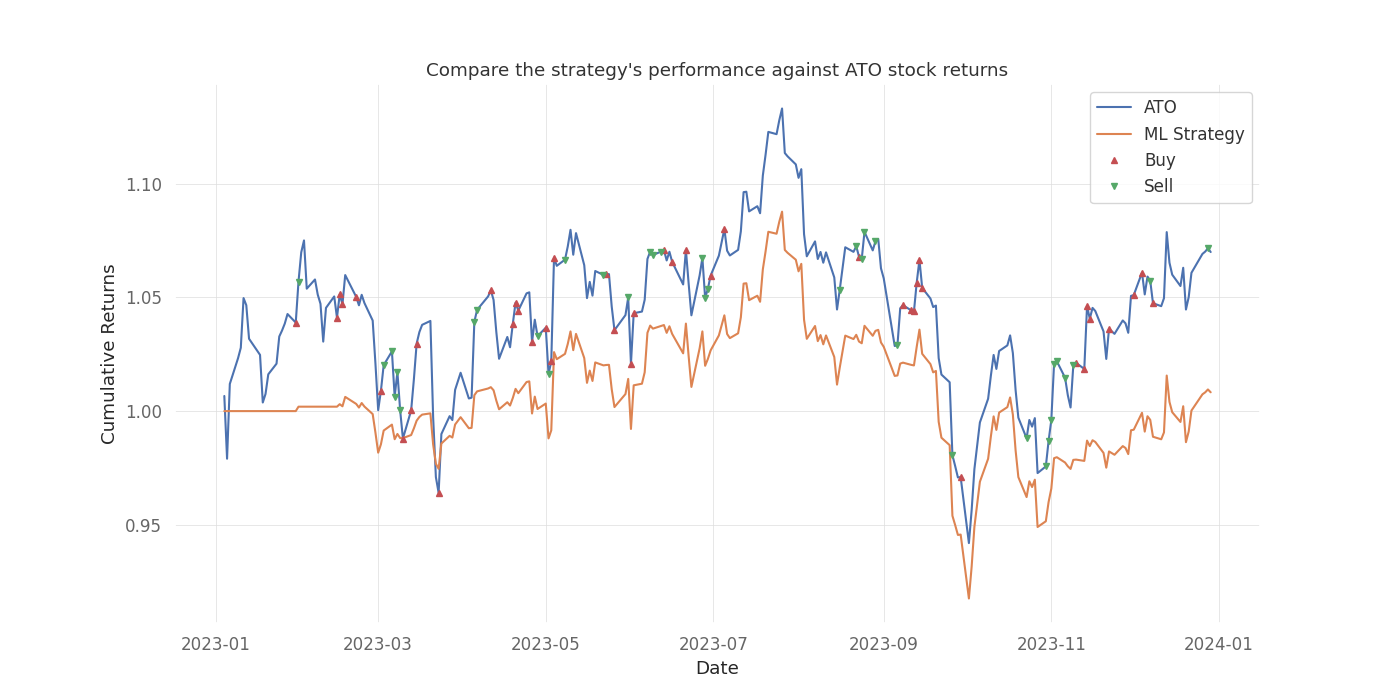 Compare the strategy's performance against ATO stock returns
ATO
ML Strategy
Buy
Sell
Cumulative Returns
1.10
1.05
1.00
0.95
2023-01
2023-03
2023-05
2023-07
2023-09
2023-11
2024-01
Date